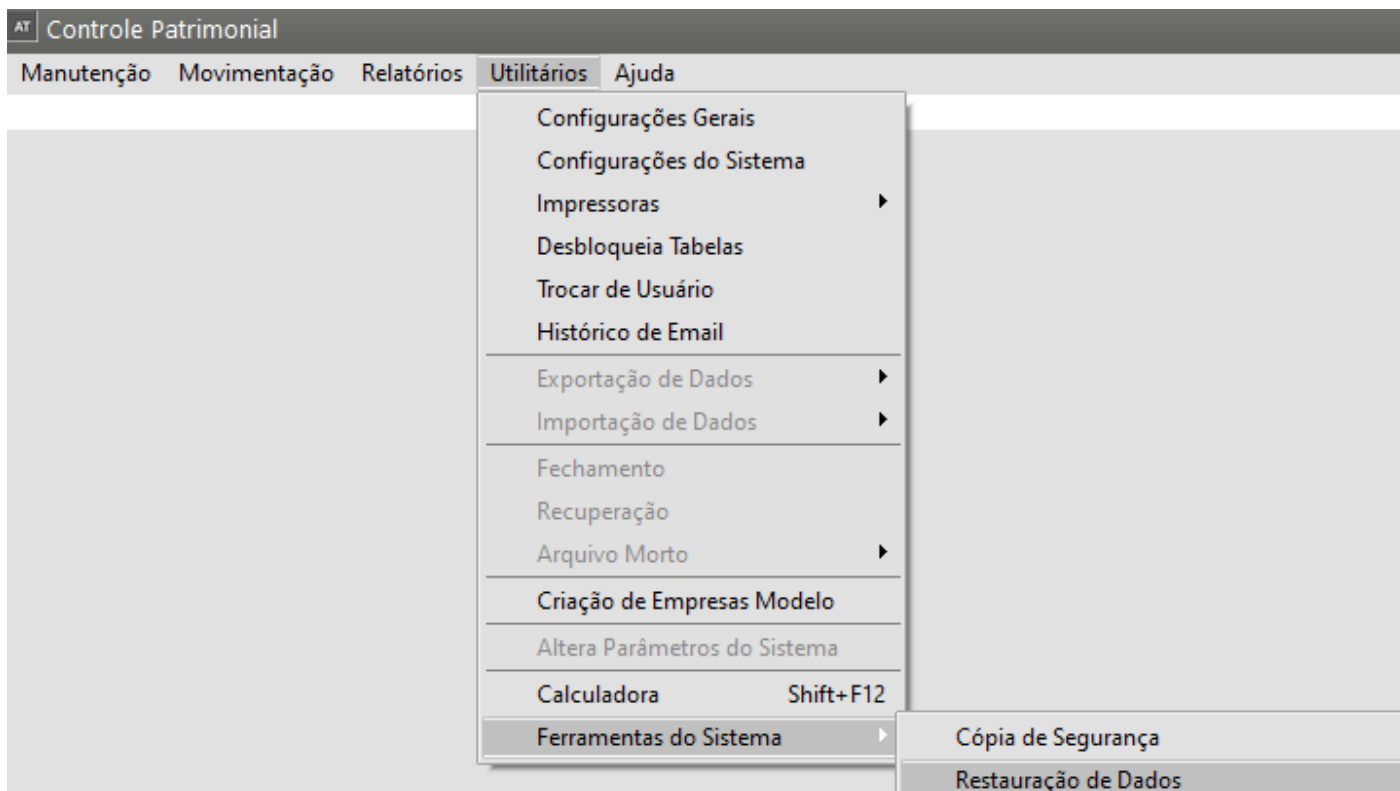 AT Controle Patrimonial
Manutenção Movimentação Relatórios Utilitários Ajuda
Configurações Gerais
Configurações do Sistema
Impressoras
Desbloqueia Tabelas
Trocar de Usuário
Histórico de Email
Exportação de Dados
Importação de Dados
Fechamento
Recuperação
Arquivo Morto
Criação de Empresas Modelo
Altera Parâmetros do Sistema
Calculadora Shift+F12
Ferramentas do Sistema
Cópia de Segurança
Restauração de Dados